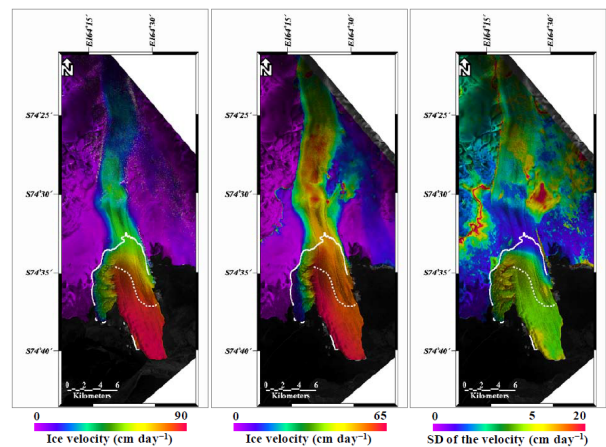 E164°15' E164°30' E164°15' E164°30' E164°15' E164°30'
N N N
S74°25' S74°25' S74°25'
S74°30' S74°30' S74°30'
S74°35' S74°35' S74°35'
S74°40' S74°40' S74°40'
0 2 4 6 0 2 4 6 0 2 4 6
Kilometers Kilometers Kilometers
0 90 0 65 0 5 20
Ice velocity (cm day⁻¹) Ice velocity (cm day⁻¹) SD of the velocity (cm day⁻¹)